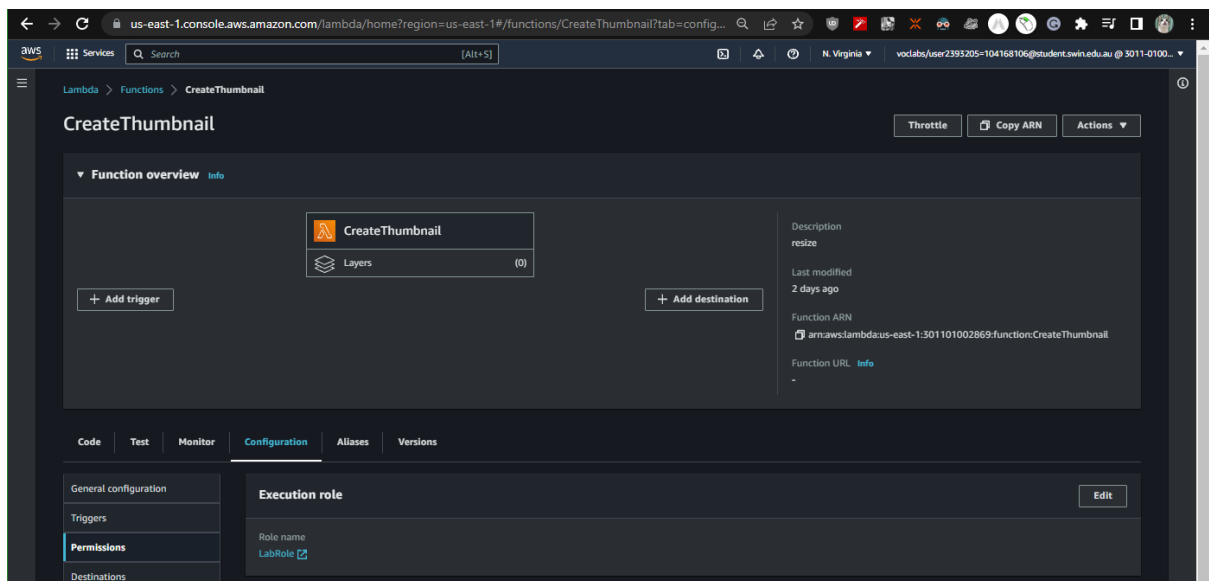 us-east-1.console.aws.amazon.com/lambda/home?region=us-east-1#/functions/CreateThumbnail?tab=config...
aws Services Search [Alt+S] N. Virginia ▼ voclabs/user2393205=104168106@student.swin.edu.au @ 3011-0100... ▼
Lambda > Functions > CreateThumbnail
CreateThumbnail
Throttle Copy ARN Actions ▼
▼ Function overview Info
CreateThumbnail
Layers (0)
+ Add trigger
+ Add destination
Description
resize
Last modified
2 days ago
Function ARN
arn:aws:lambda:us-east-1:301101002869:function:CreateThumbnail
Function URL Info
-
Code Test Monitor Configuration Aliases Versions
General configuration
Triggers
Permissions
Destinations
Execution role Edit
Role name
LabRole